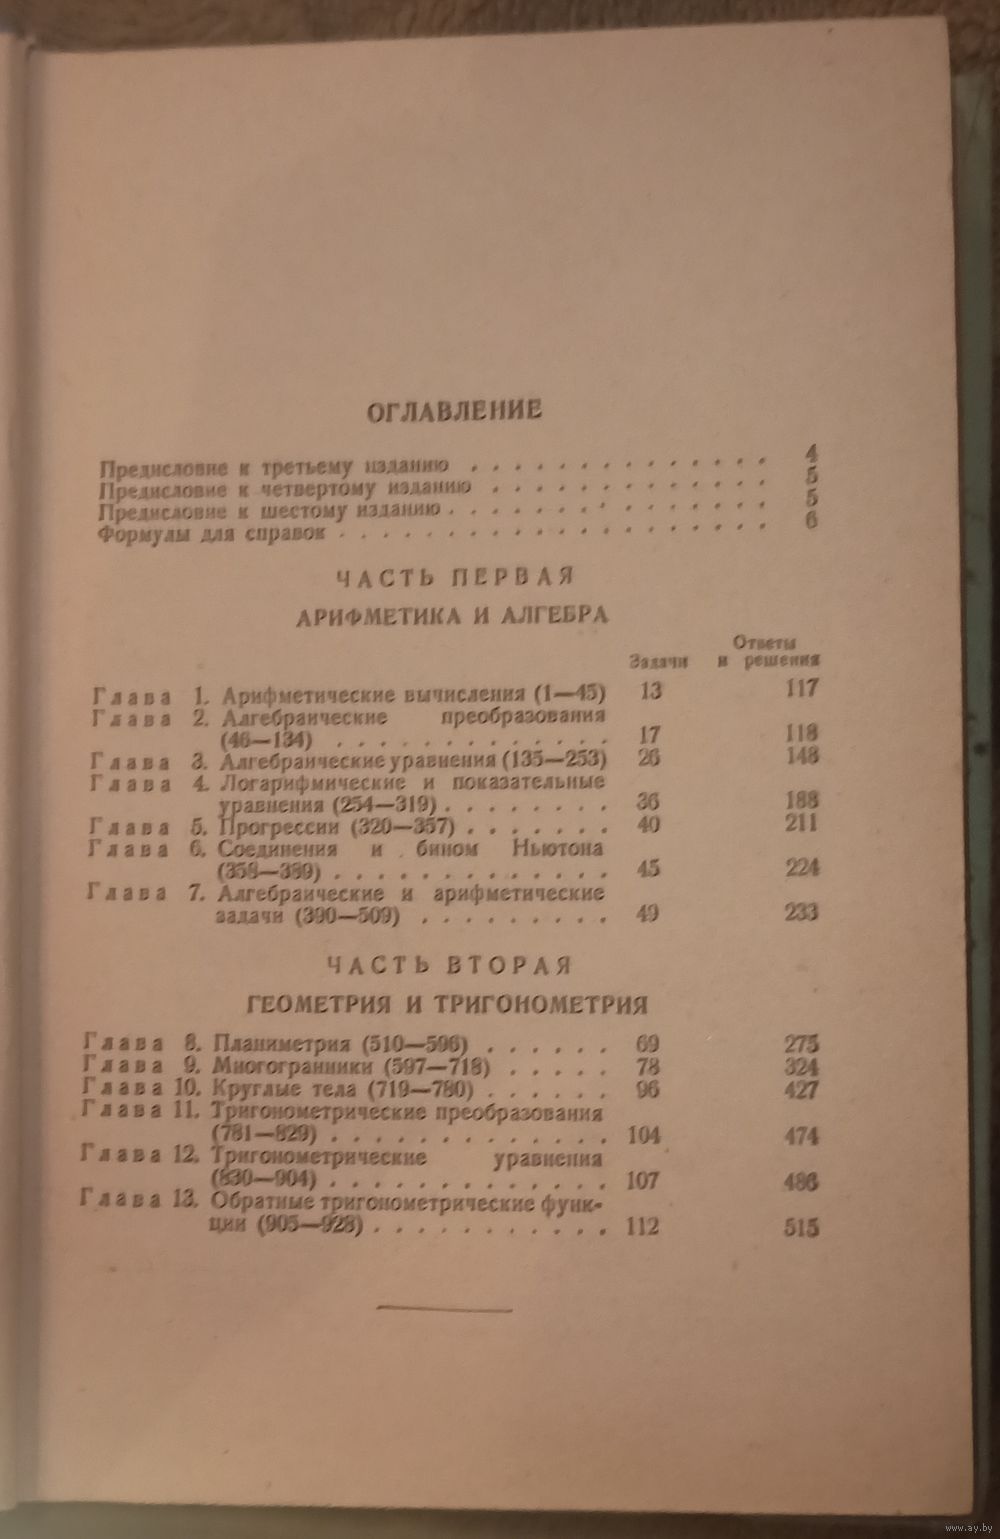 ОГЛАВЛЕНИЕ
Предисловие к третьему изданию . . . . . . . . . . . . . . 4
Предисловие к четвертому изданию . . . . . . . . . . . . . 5
Предисловие к шестому изданию . . . . . . . . . . . . . . . 5
Формулы для справок . . . . . . . . . . . . . . . . . . . . 6
ЧАСТЬ ПЕРВАЯ
АРИФМЕТИКА И АЛГЕБРА
Ответы
Задачи и решения
Глава 1. Арифметические вычисления (1—45) 13 117
Глава 2. Алгебраические преобразования
(46—134) . . . . . . . . . . . . . 17 118
Глава 3. Алгебраические уравнения (135—253) 26 148
Глава 4. Логарифмические и показательные
уравнения (254—319) . . . . . . . . 36 188
Глава 5. Прогрессии (320—357) . . . . . . . 40 211
Глава 6. Соединения и бином Ньютона
(358—389) . . . . . . . . . . . . . 45 224
Глава 7. Алгебраические и арифметические
задачи (390—509) . . . . . . . . . 49 233
ЧАСТЬ ВТОРАЯ
ГЕОМЕТРИЯ И ТРИГОНОМЕТРИЯ
Глава 8. Планиметрия (510—596) . . . . . . 69 275
Глава 9. Многогранники (597—718) . . . . . 78 324
Глава 10. Круглые тела (719—780) . . . . . . 96 427
Глава 11. Тригонометрические преобразования
(781—829) . . . . . . . . . . . . . 104 474
Глава 12. Тригонометрические уравнения
(830—904) . . . . . . . . . . . . . 107 486
Глава 13. Обратные тригонометрические функ-
ции (905—928) . . . . . . . . . . . 112 515
www.ay.by